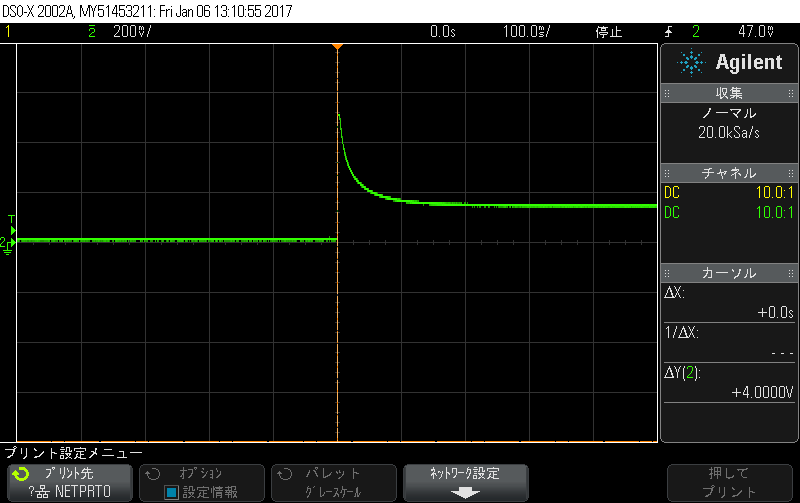 DSO-X 2002A, MY51453211: Fri Jan 06 13:10:55 2017
1 2 200V/ 0.0s 100.0s/ 停止 2 47.0V
Agilent
収集
ノーマル
20.0kSa/s
チャネル
DC 10.0:1
DC 10.0:1
カーソル
ΔX:
+0.0s
1/ΔX:
---
ΔY(2):
+4.0000V
T
2
プリント設定メニュー
プリント先
?品 NETPRT0
オプション
設定情報
パレット
グレースケール
ネットワーク設定
押して
プリント